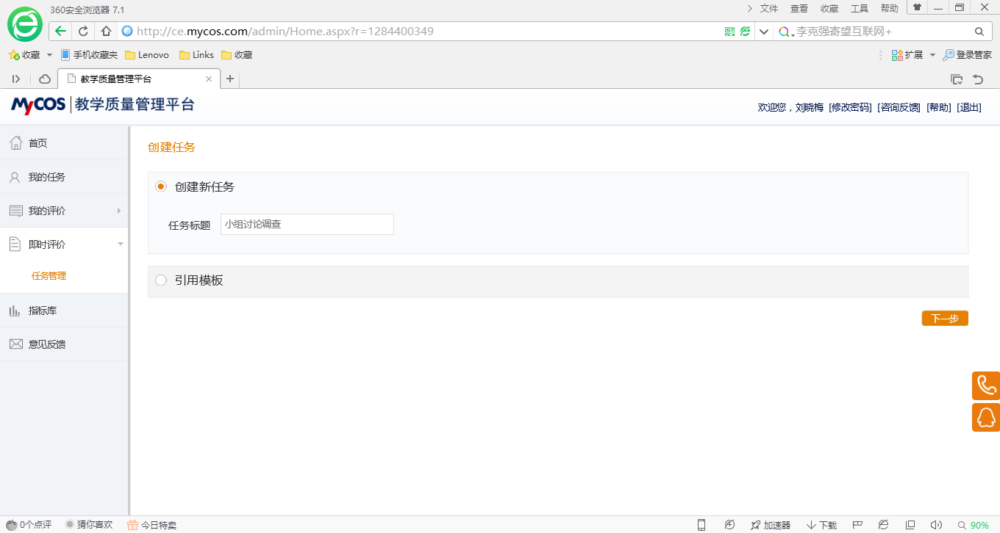 360安全浏览器 7.1
文件 查看 收藏 工具 帮助
http://ce.mycos.com/admin/Home.aspx?r=1284400349
李克强寄望互联网+
收藏 手机收藏夹 Lenovo Links 收藏
扩展 登录管家
教学质量管理平台
MyCOS 教学质量管理平台
欢迎您，刘晓梅 [修改密码] [咨询反馈] [帮助] [退出]
首页
我的任务
我的评价
即时评价
任务管理
指标库
意见反馈
创建任务
创建新任务
任务标题 小组讨论调查
引用模板
下一步
0个点评 猜你喜欢 今日特卖
加速器 下载 90%